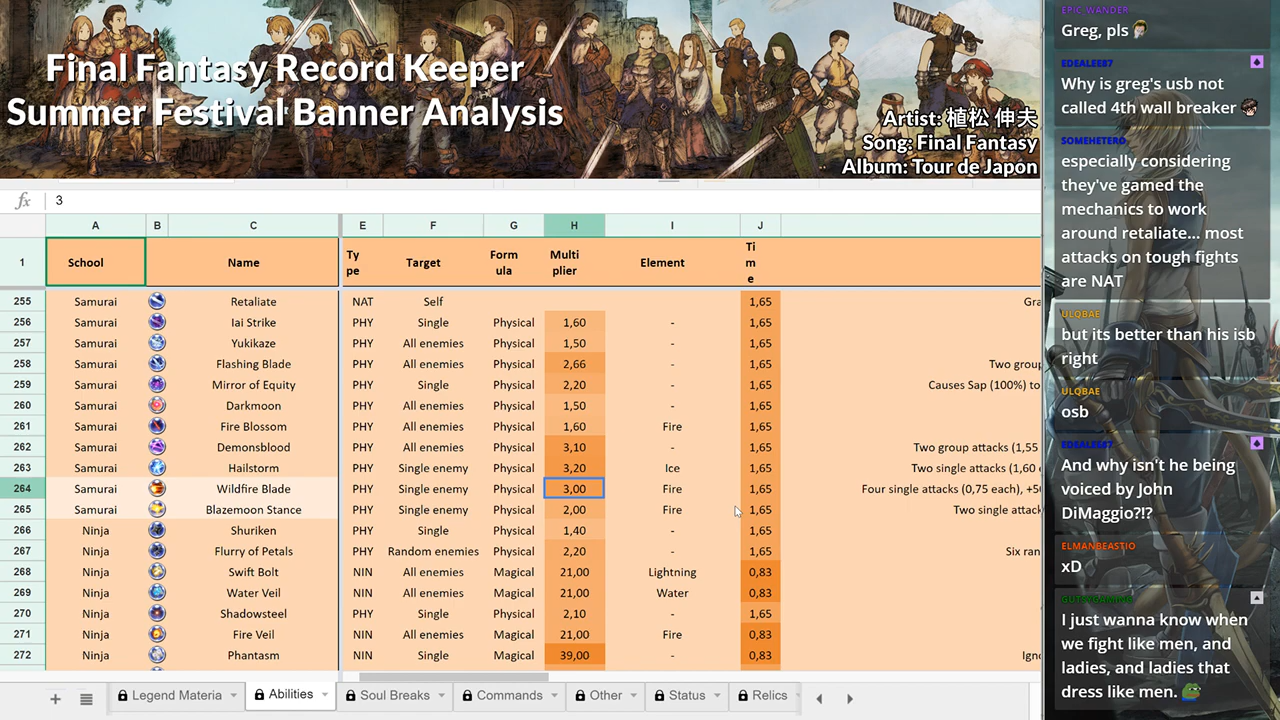 Final Fantasy Record Keeper
Summer Festival Banner Analysis
Artist: 植松 伸夫
Song: Final Fantasy
Album: Tour de Japon
fx 3
A B C E F G H I J
1 School Name Ty pe Target Form ula Multi plier Element Ti m e
255 Samurai Retaliate NAT Self 1,65 Gra
256 Samurai Iai Strike PHY Single Physical 1,60 - 1,65
257 Samurai Yukikaze PHY All enemies Physical 1,50 - 1,65
258 Samurai Flashing Blade PHY All enemies Physical 2,66 - 1,65 Two group
259 Samurai Mirror of Equity PHY Single Physical 2,20 - 1,65 Causes Sap (100%) to
260 Samurai Darkmoon PHY All enemies Physical 1,50 - 1,65
261 Samurai Fire Blossom PHY All enemies Physical 1,60 Fire 1,65
262 Samurai Demonsblood PHY All enemies Physical 3,10 - 1,65 Two group attacks (1,55
263 Samurai Hailstorm PHY Single enemy Physical 3,20 Ice 1,65 Two single attacks (1,60
264 Samurai Wildfire Blade PHY Single enemy Physical 3,00 Fire 1,65 Four single attacks (0,75 each), +50
265 Samurai Blazemoon Stance PHY Single enemy Physical 2,00 Fire 1,65 Two single attack
266 Ninja Shuriken PHY Single Physical 1,40 - 1,65
267 Ninja Flurry of Petals PHY Random enemies Physical 2,20 - 1,65 Six ran
268 Ninja Swift Bolt NIN All enemies Magical 21,00 Lightning 0,83
269 Ninja Water Veil NIN All enemies Magical 21,00 Water 0,83
270 Ninja Shadowsteel PHY Single Physical 2,10 - 1,65
271 Ninja Fire Veil NIN All enemies Magical 21,00 Fire 0,83
272 Ninja Phantasm NIN Single Magical 39,00 - 0,83 Igno
Legend Materia Abilities Soul Breaks Commands Other Status Relics
EPIC-WANDER
Greg, pls
EDEALEE87
Why is greg's usb not
called 4th wall breaker
SOMEHETERO
especially considering
they've gamed the
mechanics to work
around retaliate... most
attacks on tough fights
are NAT
ULQBAE
but its better than his isb
right
ULQBAE
osb
EDEALEE87
And why isn't he being
voiced by John
DiMaggio?!?
ELMANBEASTIO
xD
I just wanna know when
we fight like men, and
ladies, and ladies that
dress like men.